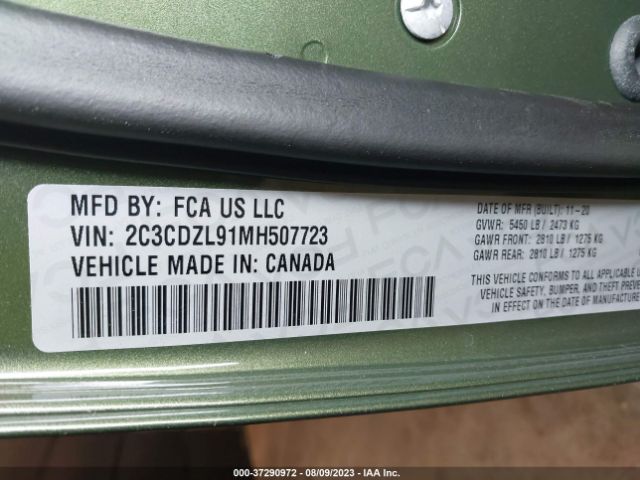 MFD BY: FCA US LLC
VIN: 2C3CDZL91MH507723
VEHICLE MADE IN: CANADA
DATE OF MFR (BUILT): 11-20
GVWR: 5450 LB / 2473 KG
GAWR FRONT: 2810 LB / 1275 KG
GAWR REAR: 2810 LB / 1275 KG
THIS VEHICLE CONFORMS TO ALL APPLICABLE
VEHICLE SAFETY, BUMPER, AND THEFT PREVE
IN EFFECT ON THE DATE OF MANUFACTURE
000-37290972 - 08/09/2023 - IAA Inc.